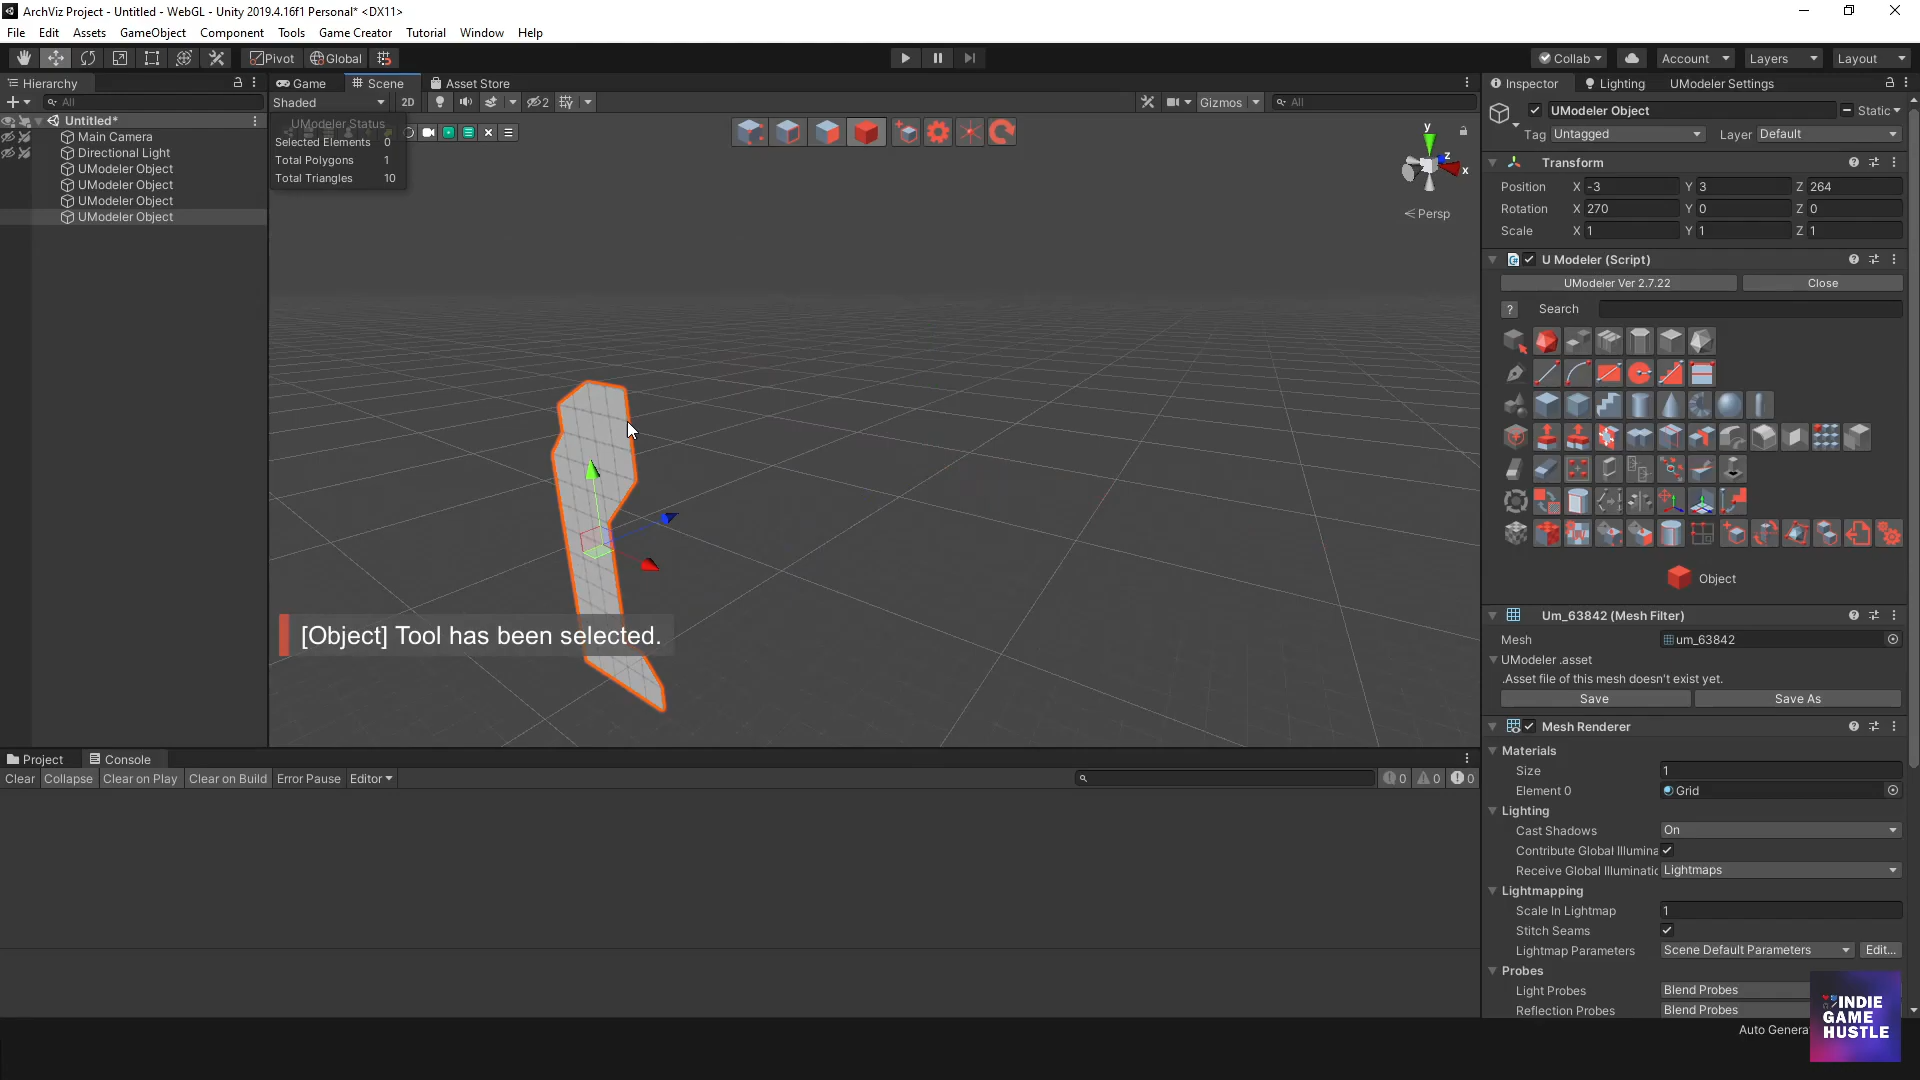 ArchViz Project - Untitled - WebGL - Unity 2019.4.16f1 Personal* <DX11>
File Edit Assets GameObject Component Tools Game Creator Tutorial Window Help
Pivot Global Collab Account Layers Layout
Hierarchy
All
Untitled*
Main Camera
Directional Light
UModeler Object
UModeler Object
UModeler Object
UModeler Object
Game Scene Asset Store
Shaded 2D 2 Gizmos All
UModeler Status
Selected Elements 0
Total Polygons 1
Total Triangles 10
y
z
x
Persp
[Object] Tool has been selected.
Project Console
Clear Collapse Clear on Play Clear on Build Error Pause Editor 0 0 0
Inspector Lighting UModeler Settings
UModeler Object Static
Tag Untagged Layer Default
Transform
Position X -3 Y 3 Z 264
Rotation X 270 Y 0 Z 0
Scale X 1 Y 1 Z 1
U Modeler (Script)
UModeler Ver 2.7.22 Close
? Search
Object
Um_63842 (Mesh Filter)
Mesh um_63842
UModeler .asset
.Asset file of this mesh doesn't exist yet.
Save Save As
Mesh Renderer
Materials
Size 1
Element 0 Grid
Lighting
Cast Shadows On
Contribute Global Illumina
Receive Global Illuminatic Lightmaps
Lightmapping
Scale In Lightmap 1
Stitch Seams
Lightmap Parameters Scene Default Parameters Edit...
Probes
Light Probes Blend Probes
Reflection Probes Blend Probes
Auto Genera
INDIE
GAME
HUSTLE